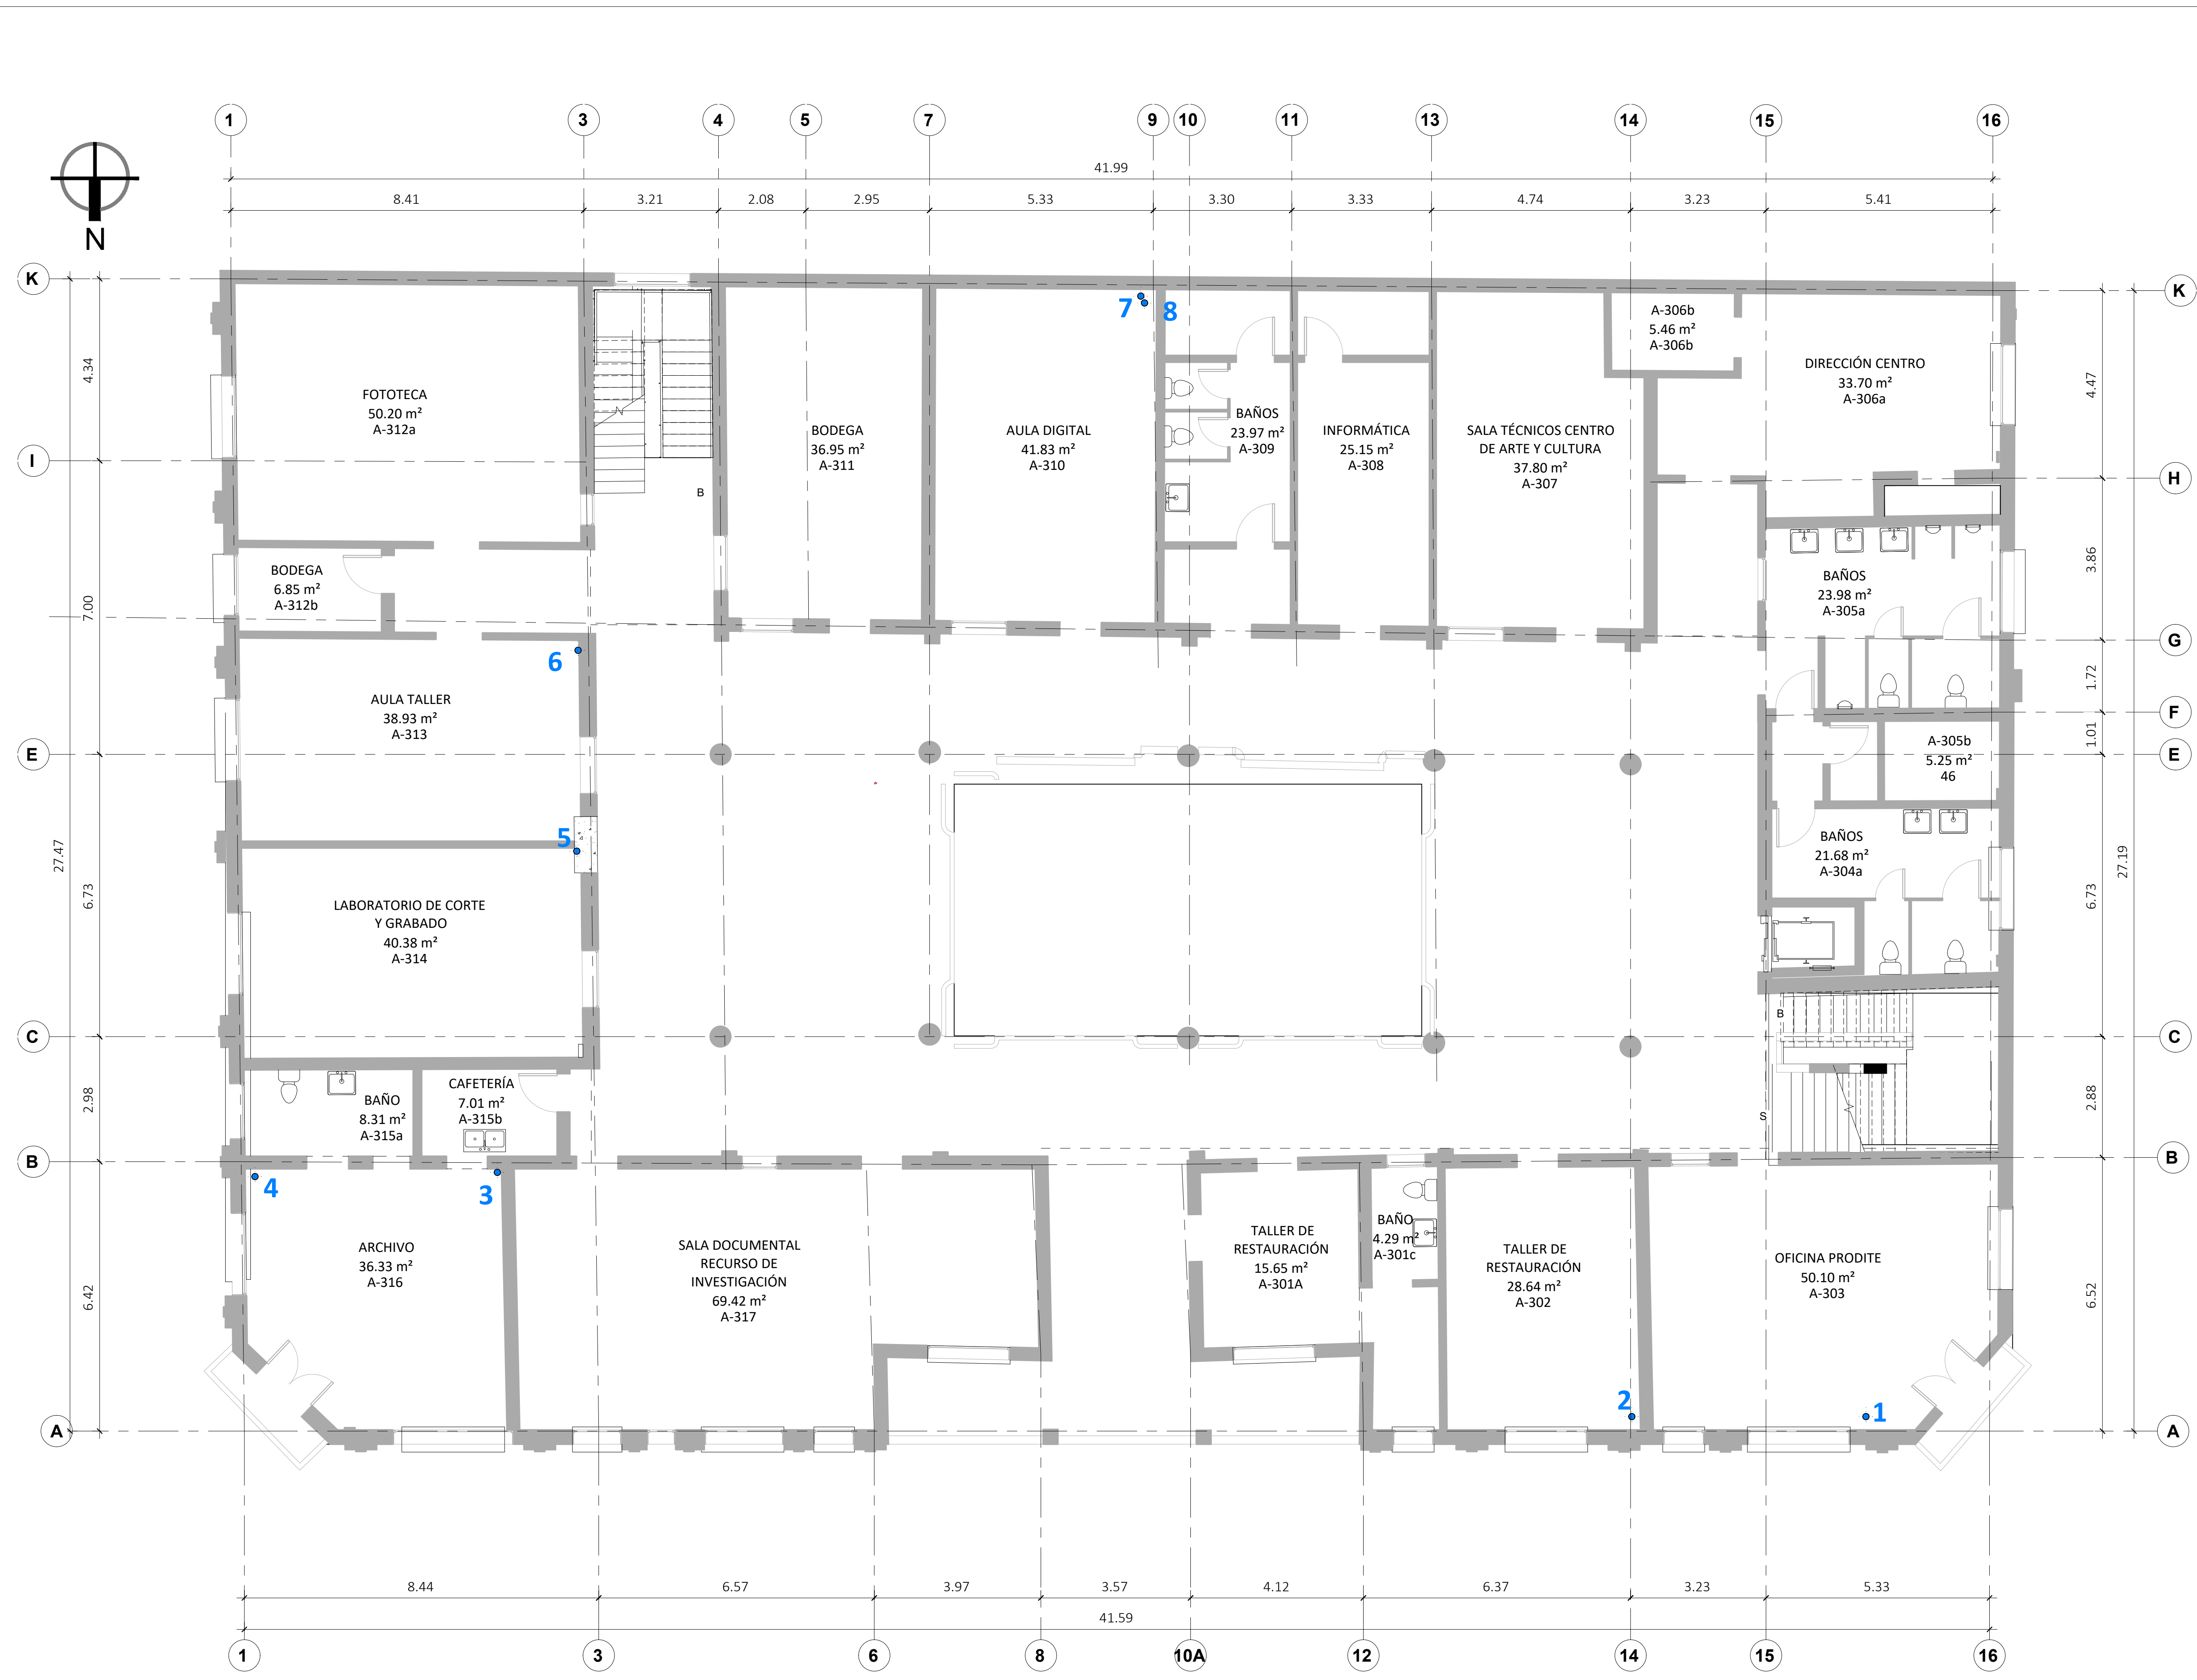 1 3 4 5 7 9 10 11 13 14 15 16
41.99
8.41 3.21 2.08 2.95 5.33 3.30 3.33 4.74 3.23 5.41
N
K K
I H
G
F
E E
C C
B B
A A
4.34
7.00
27.47
6.73
2.98
6.42
4.47
3.86
1.72
1.01
27.19
6.73
2.88
6.52
7 8
A-306b
5.46 m²
A-306b
DIRECCIÓN CENTRO
33.70 m²
A-306a
FOTOTECA
50.20 m²
A-312a
BODEGA
36.95 m²
A-311
AULA DIGITAL
41.83 m²
A-310
BAÑOS
23.97 m²
A-309
INFORMÁTICA
25.15 m²
A-308
SALA TÉCNICOS CENTRO
DE ARTE Y CULTURA
37.80 m²
A-307
B
BODEGA
6.85 m²
A-312b
BAÑOS
23.98 m²
A-305a
6
AULA TALLER
38.93 m²
A-313
A-305b
5.25 m²
46
5
BAÑOS
21.68 m²
A-304a
LABORATORIO DE CORTE
Y GRABADO
40.38 m²
A-314
B
S
BAÑO
8.31 m²
A-315a
CAFETERÍA
7.01 m²
A-315b
4
3
ARCHIVO
36.33 m²
A-316
SALA DOCUMENTAL
RECURSO DE
INVESTIGACIÓN
69.42 m²
A-317
TALLER DE
RESTAURACIÓN
15.65 m²
A-301A
BAÑO
4.29 m²
A-301c
TALLER DE
RESTAURACIÓN
28.64 m²
A-302
OFICINA PRODITE
50.10 m²
A-303
2
1
8.44 6.57 3.97 3.57 4.12 6.37 3.23 5.33
41.59
1 3 6 8 10A 12 14 15 16